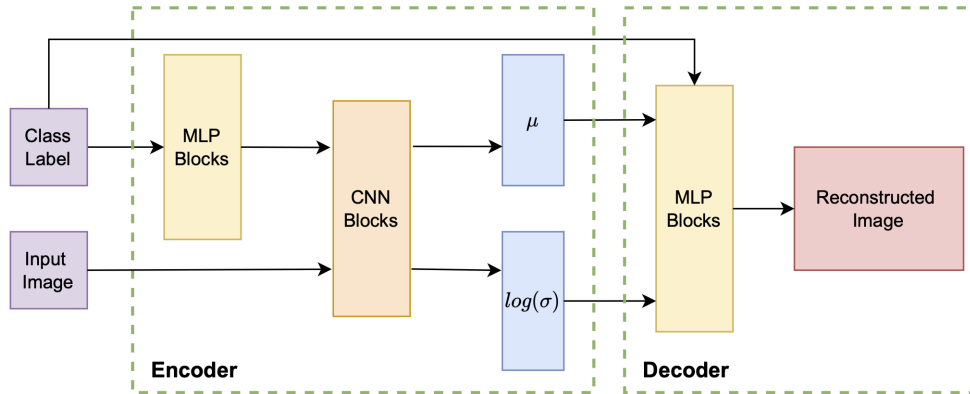 Class
Label
MLP
Blocks
μ
CNN
Blocks
MLP
Blocks
Reconstructed
Image
Input
Image
log(σ)
Encoder
Decoder